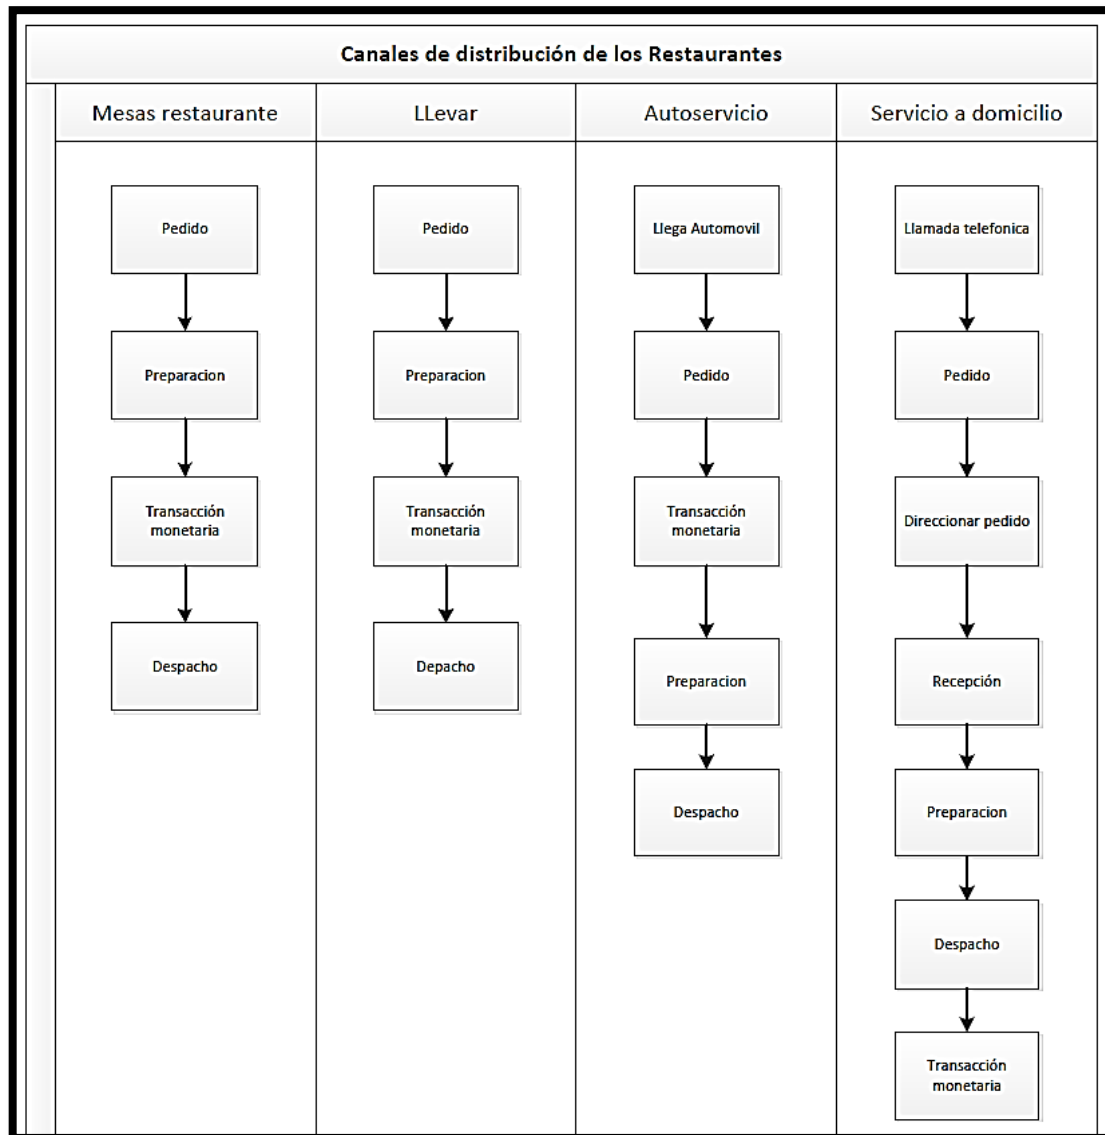 Canales de distribución de los Restaurantes
Mesas restaurante
LLevar
Autoservicio
Servicio a domicilio
Pedido
Preparacion
Transacción
monetaria
Despacho
Pedido
Preparacion
Transacción
monetaria
Depacho
Llega Automovil
Pedido
Transacción
monetaria
Preparacion
Despacho
Llamada telefonica
Pedido
Direccionar pedido
Recepción
Preparacion
Despacho
Transacción
monetaria